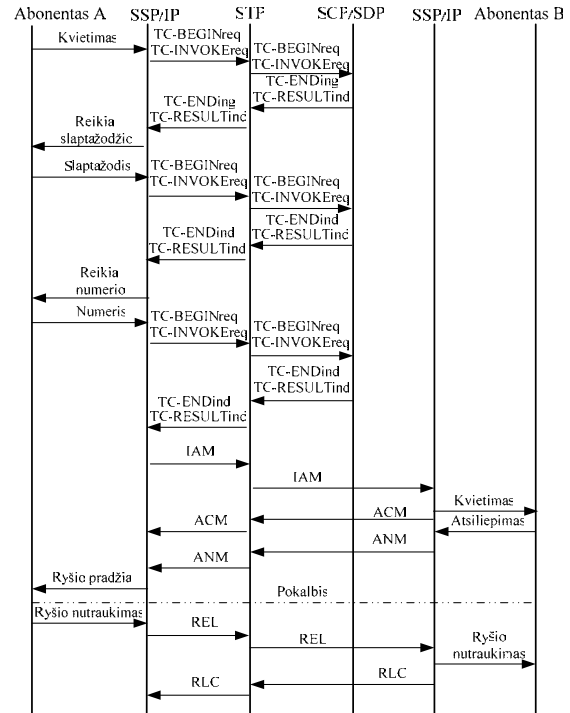 Abonentas A SSP/IP STP SCP/SDP SSP/IP Abonentas B
Kvietimas
TC-BEGINreq
TC-INVOKEreq
TC-BEGINreq
TC-INVOKEreq
TC-ENDing
TC-RESULTind
TC-ENDing
TC-RESULTind
Reikia
slaptažodžio
Slaptažodis
TC-BEGINreq
TC-INVOKEreq
TC-BEGINreq
TC-INVOKEreq
TC-ENDind
TC-RESULTind
TC-ENDind
TC-RESULTind
Reikia
numerio
Numeris
TC-BEGINreq
TC-INVOKEreq
TC-BEGINreq
TC-INVOKEreq
TC-ENDind
TC-RESULTind
TC-ENDind
TC-RESULTind
IAM
IAM
Kvietimas
ACM
ACM
Atsiliepimas
ANM
ANM
Ryšio pradžia
Pokalbis
Ryšio nutraukimas
REL
REL
Ryšio
nutraukimas
RLC
RLC